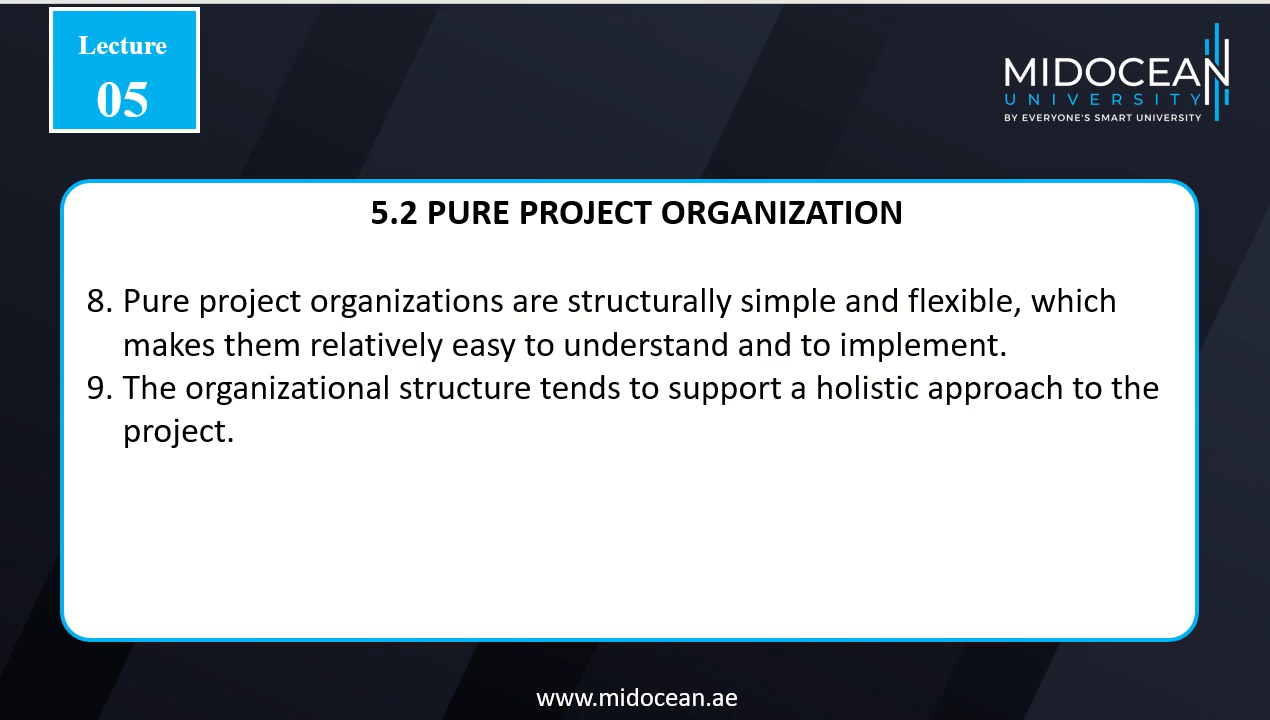 Lecture
05
MIDOCEAN
UNIVERSITY
BY EVERYONE'S SMART UNIVERSITY
5.2 PURE PROJECT ORGANIZATION
8. Pure project organizations are structurally simple and flexible, which
makes them relatively easy to understand and to implement.
9. The organizational structure tends to support a holistic approach to the
project.
www.midocean.ae